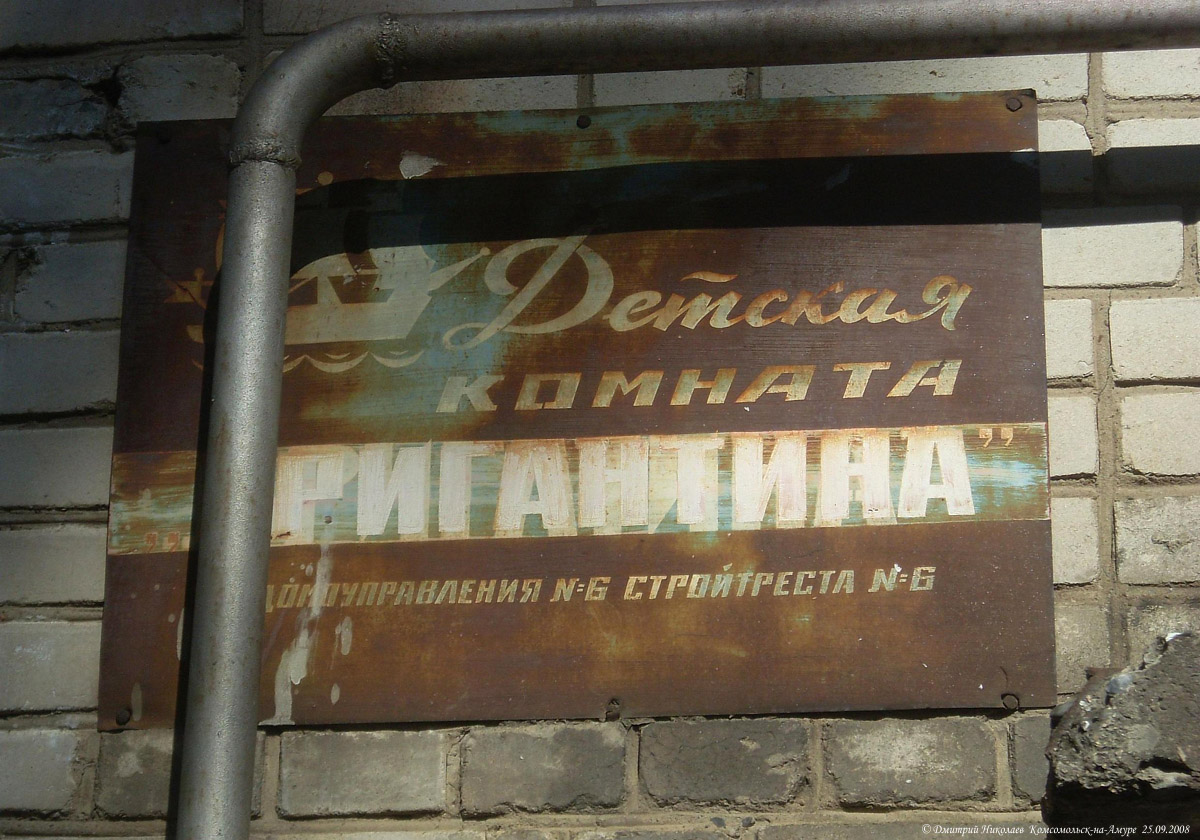 Детская
КОМНАТА
„РИГАНТИНА”
ДОМОУПРАВЛЕНИЯ №6 СТРОЙТРЕСТА №6
© Дмитрий Николаев Комсомольск-на-Амуре 25.09.2008